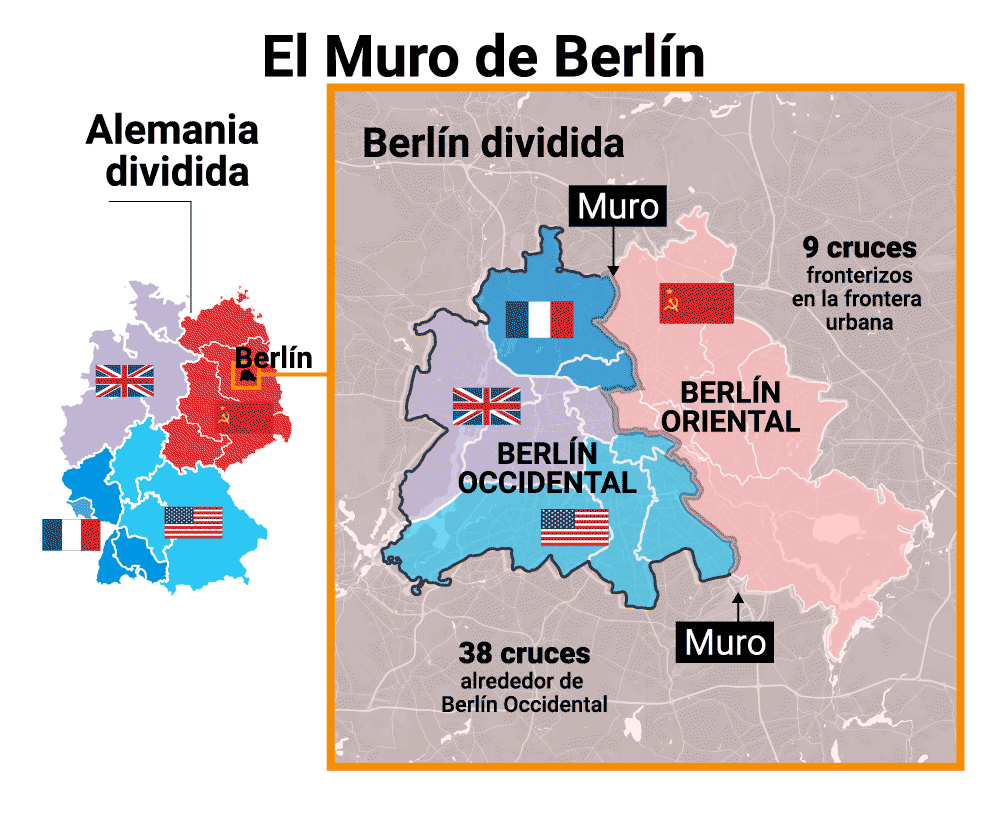 El Muro de Berlín
Alemania
dividida
Berlín
Berlín dividida
Muro
9 cruces
fronterizos
en la frontera
urbana
BERLÍN
ORIENTAL
BERLÍN
OCCIDENTAL
Muro
38 cruces
alrededor de
Berlín Occidental